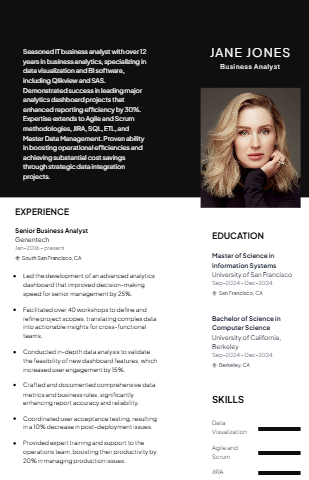 Seasoned IT business analyst with over 12
years in business analytics, specializing in
data visualization and BI software,
including Qlikview and SAS.
Demonstrated success in leading major
analytics dashboard projects that
enhanced reporting efficiency by 30%.
Expertise extends to Agile and Scrum
methodologies, JIRA, SQL, ETL, and
Master Data Management. Proven ability
in boosting operational efficiencies and
achieving substantial cost savings
through strategic data integration
projects.
JANE JONES
Business Analyst
EXPERIENCE
Senior Business Analyst
Genentech
Jan-2016 - present
South San Francisco, CA
Led the development of an advanced analytics
dashboard that improved decision-making
speed for senior management by 25%.
Facilitated over 40 workshops to define and
refine project scopes, translating complex data
into actionable insights for cross-functional
teams.
Conducted in-depth data analysis to validate
the feasibility of new dashboard features, which
increased user engagement by 15%.
Crafted and documented comprehensive data
metrics and business rules, significantly
enhancing report accuracy and reliability.
Coordinated user acceptance testing, resulting
in a 10% decrease in post-deployment issues.
Provided expert training and support to the
operations team, boosting their productivity by
20% in managing production issues.
EDUCATION
Master of Science in
Information Systems
University of San Francisco
Sep-2024 - Dec-2024
San Francisco, CA
Bachelor of Science in
Computer Science
University of California,
Berkeley
Sep-2024 - Dec-2024
Berkeley, CA
SKILLS
Data
Visualization
Agile and
Scrum
JIRA